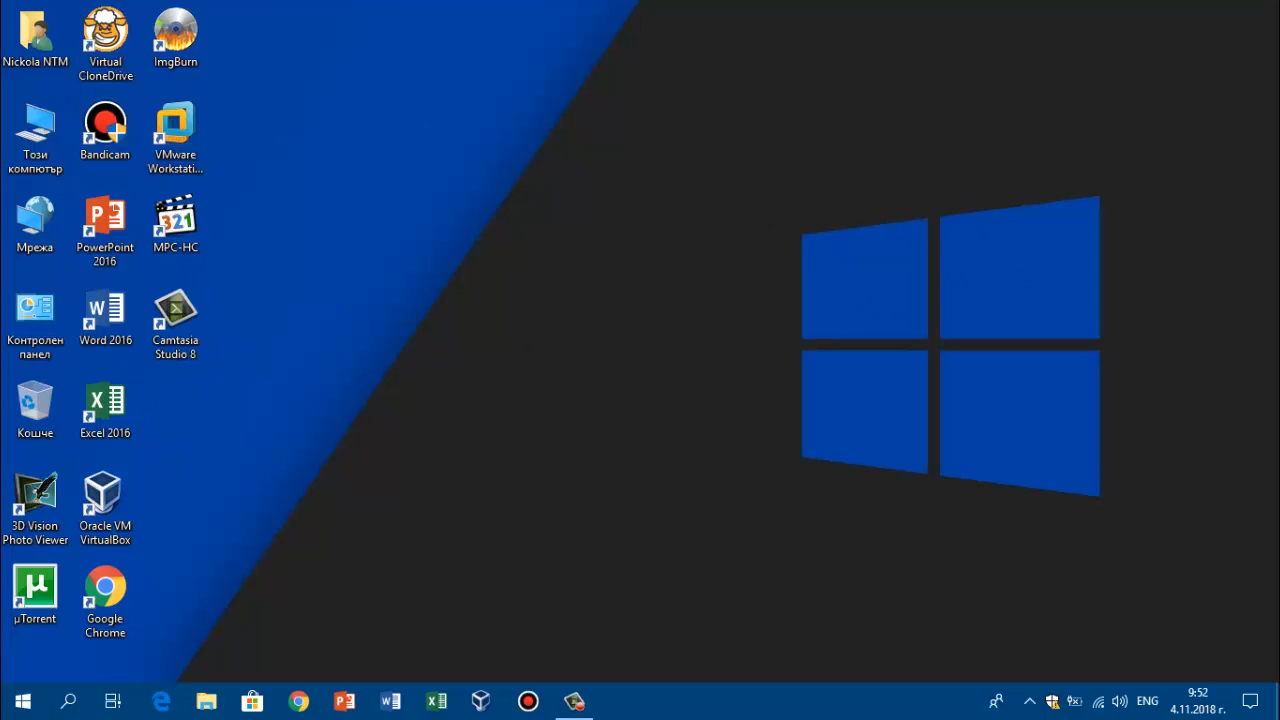 Nickola NTM
Virtual
CloneDrive
ImgBurn
Този
компютър
Bandicam
VMware
Workstati...
Мрежа
PowerPoint
2016
321
MPC-HC
Контролен
панел
Word 2016
Camtasia
Studio 8
Кошче
Excel 2016
3D Vision
Photo Viewer
Oracle VM
VirtualBox
µ
µTorrent
Google
Chrome
ENG
9:52
4.11.2018 г.